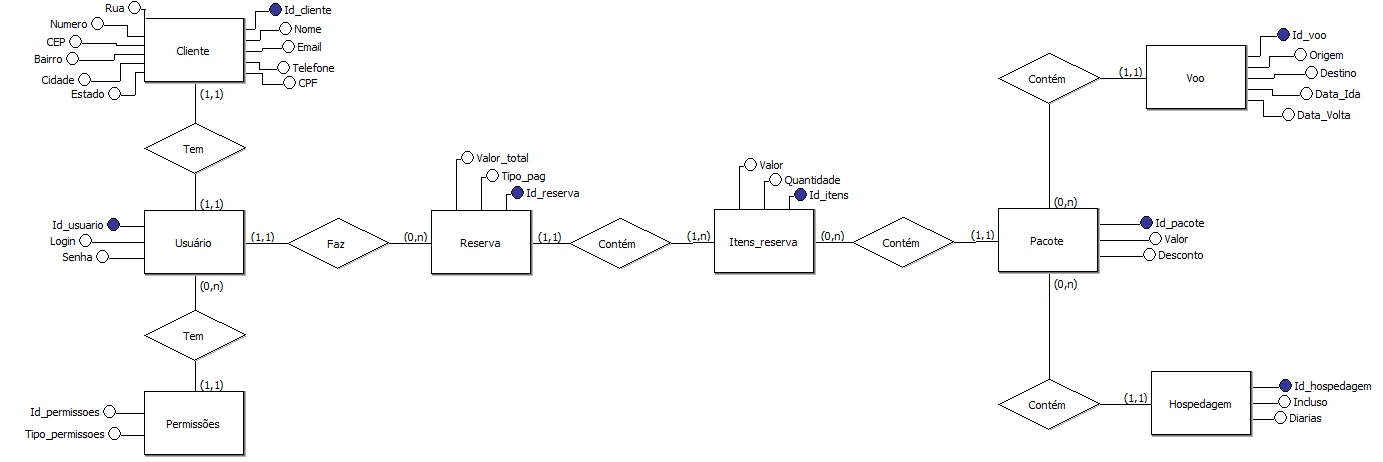 Rua
Numero
CEP
Bairro
Cidade
Estado
Cliente
Id_cliente
Nome
Email
Telefone
CPF
(1,1)
Tem
(1,1)
Id_usuario
Login
Senha
Usuário
(0,n)
Tem
(1,1)
Id_permissoes
Tipo_permissoes
Permissões
(1,1)
Faz
(0,n)
Valor_total
Tipo_pag
Id_reserva
Reserva
(1,1)
Contém
(1,n)
Valor
Quantidade
Id_itens
Itens_reserva
(0,n)
Contém
(1,1)
Pacote
Id_pacote
Valor
Desconto
(0,n)
Contém
(1,1)
Voo
Id_voo
Origem
Destino
Data_Ida
Data_Volta
(0,n)
Contém
(1,1)
Hospedagem
Id_hospedagem
Incluso
Diarias